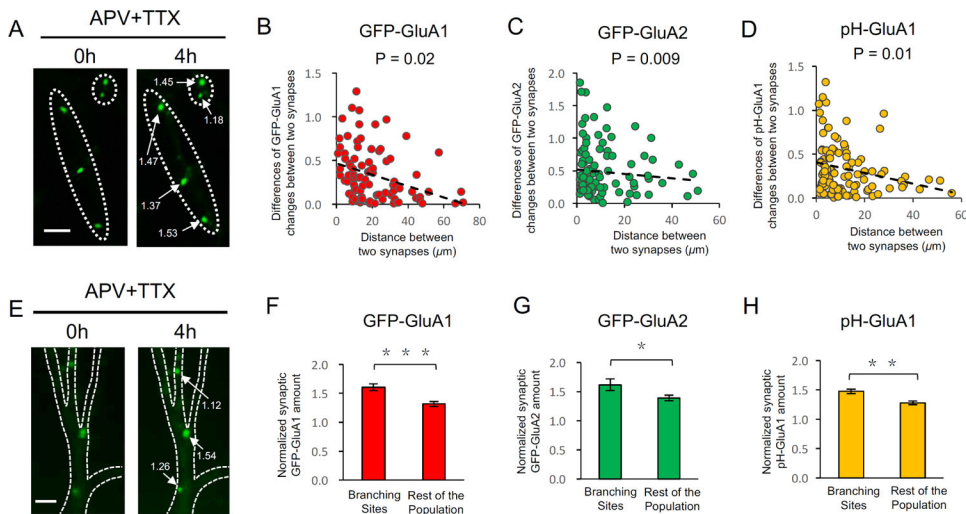 A
APV+TTX
0h
4h
1.45
1.18
1.47
1.37
1.53
B
GFP-GluA1
P = 0.02
Differences of GFP-GluA1
changes between two synapses
1.5
1.0
0.5
0.0
0
20
40
60
80
Distance between
two synapses (µm)
C
GFP-GluA2
P = 0.009
Differences of GFP-GluA2
changes between two synapses
2.0
1.5
1.0
0.5
0.0
0
20
40
60
Distance between
two synapses (µm)
D
pH-GluA1
P = 0.01
Differences of pH-GluA1
changes between two synapses
1.5
1.0
0.5
0.0
0
10
20
30
40
50
60
Distance between
two synapses (µm)
E
APV+TTX
0h
4h
1.12
1.54
1.26
F
GFP-GluA1
* * *
Normalized synaptic
GFP-GluA1 amount
2.0
1.5
1.0
0.5
0.0
Branching
Sites
Rest of the
Population
G
GFP-GluA2
*
Normalized synaptic
GFP-GluA2 amount
2.0
1.5
1.0
0.5
0.0
Branching
Sites
Rest of the
Population
H
pH-GluA1
* *
Normalized synaptic
pH-GluA1 amount
2.0
1.5
1.0
0.5
0.0
Branching
Sites
Rest of the
Population